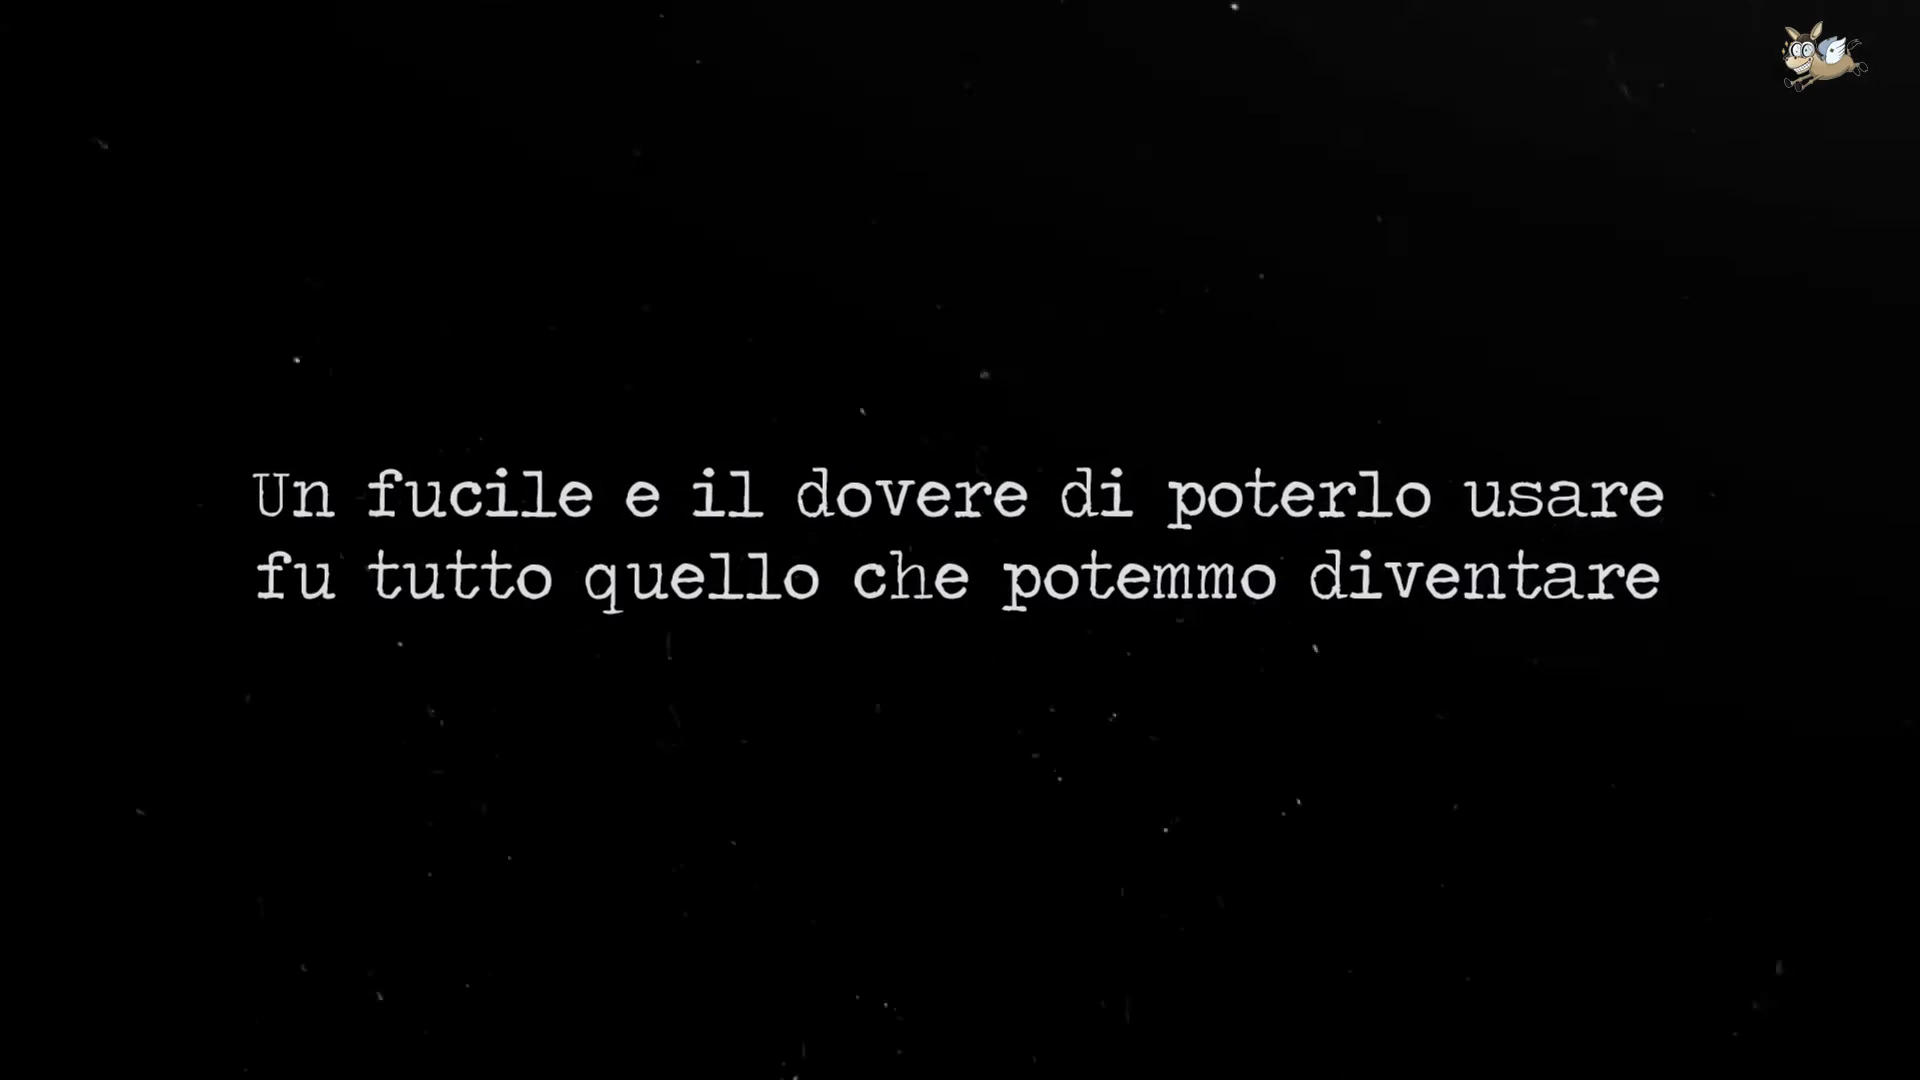 Un fucile e il dovere di poterlo usare
fu tutto quello che potemmo diventare